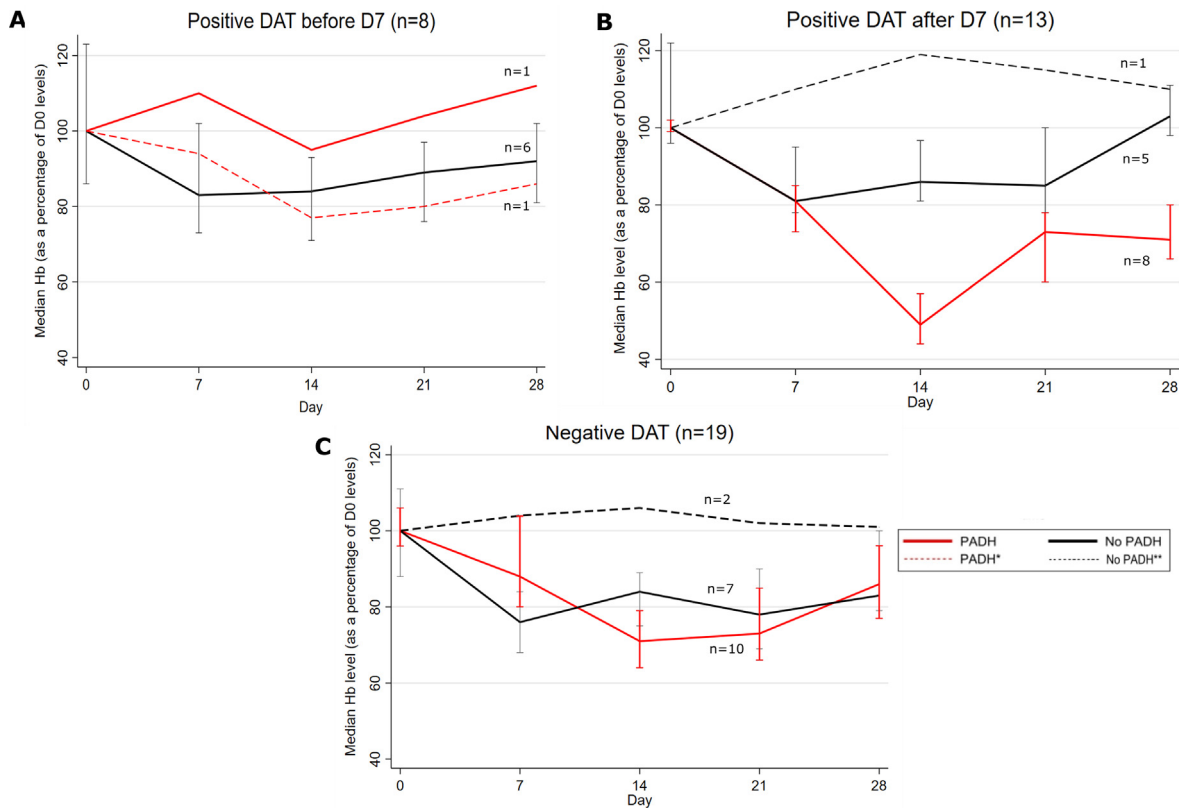 A
Positive DAT before D7 (n=8)
Median Hb level (as a percentage of D0 levels)
120
100
80
60
40
n=1
n=6
n=1
0 7 14 21 28
Day
B
Positive DAT after D7 (n=13)
Median Hb level (as a percentage of D0 levels)
120
100
80
60
40
n=1
n=5
n=8
0 7 14 21 28
Day
C
Negative DAT (n=19)
Median Hb level (as a percentage of D0 levels)
120
100
80
60
40
n=2
n=7
n=10
0 7 14 21 28
Day
PADH No PADH
PADH* No PADH**